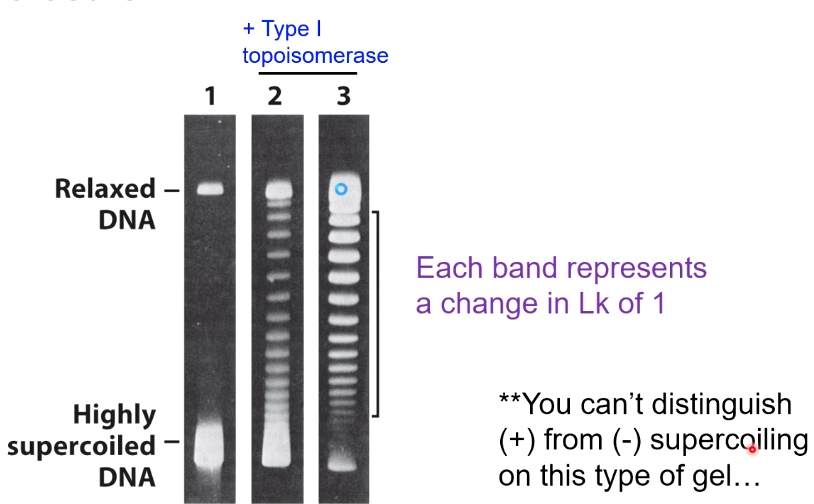 + Type I
topoisomerase
1 2 3
Relaxed
DNA
Each band represents
a change in Lk of 1
Highly
supercoiled
DNA
**You can’t distinguish
(+) from (-) supercoiling
on this type of gel…